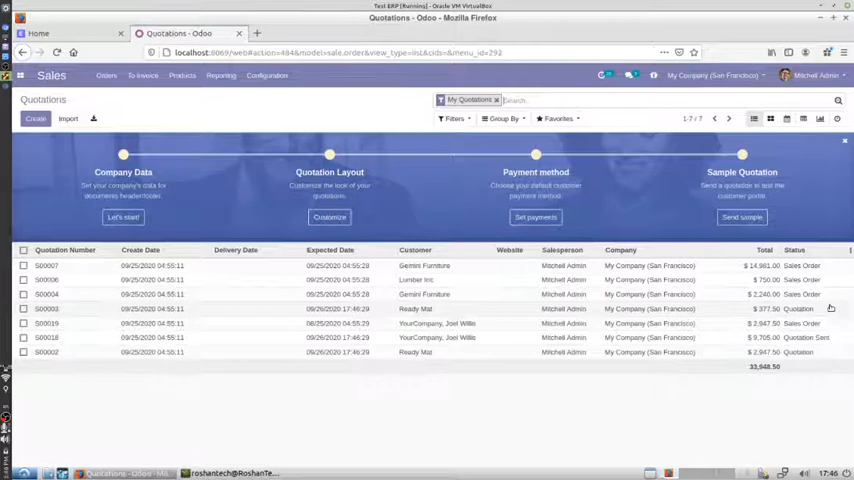 Test ERP [Running] - Oracle VM VirtualBox
Quotations - Odoo - Mozilla Firefox
Home
Quotations - Odoo
localhost:8069/web#action=484&model=sale.order&view_type=list&cids=&menu_id=292
Sales Orders To Invoice Products Reporting Configuration My Company (San Francisco) Mitchell Admin
Quotations
My Quotations Search...
Create Import Filters Group By Favorites 1-7 / 7
Company Data Quotation Layout Payment method Sample Quotation
Set your company's data for Customize the look of your Choose your default customer Send a quotation to test the
documents header/footer. quotations. payment method. customer portal.
Let's start! Customize Set payments Send sample
Quotation Number Create Date Delivery Date Expected Date Customer Website Salesperson Company Total Status
S00007 09/25/2020 04:55:11 09/25/2020 04:55:28 Gemini Furniture Mitchell Admin My Company (San Francisco) $ 14,981.00 Sales Order
S00006 09/25/2020 04:55:11 09/25/2020 04:55:28 Lumber Inc Mitchell Admin My Company (San Francisco) $ 750.00 Sales Order
S00004 09/25/2020 04:55:11 09/25/2020 04:55:28 Gemini Furniture Mitchell Admin My Company (San Francisco) $ 2,240.00 Sales Order
S00003 09/25/2020 04:55:11 09/26/2020 17:46:29 Ready Mat Mitchell Admin My Company (San Francisco) $ 377.50 Quotation
S00019 09/25/2020 04:55:11 08/25/2020 04:55:29 YourCompany, Joel Willis Mitchell Admin My Company (San Francisco) $ 2,947.50 Sales Order
S00018 09/25/2020 04:55:11 09/26/2020 17:46:29 YourCompany, Joel Willis Mitchell Admin My Company (San Francisco) $ 9,705.00 Quotation Sent
S00002 09/25/2020 04:55:11 09/26/2020 17:46:29 Ready Mat Mitchell Admin My Company (San Francisco) $ 2,947.50 Quotation
33,948.50
Quotations - Odoo - Mo... roshantech@RoshanTe... 17:46